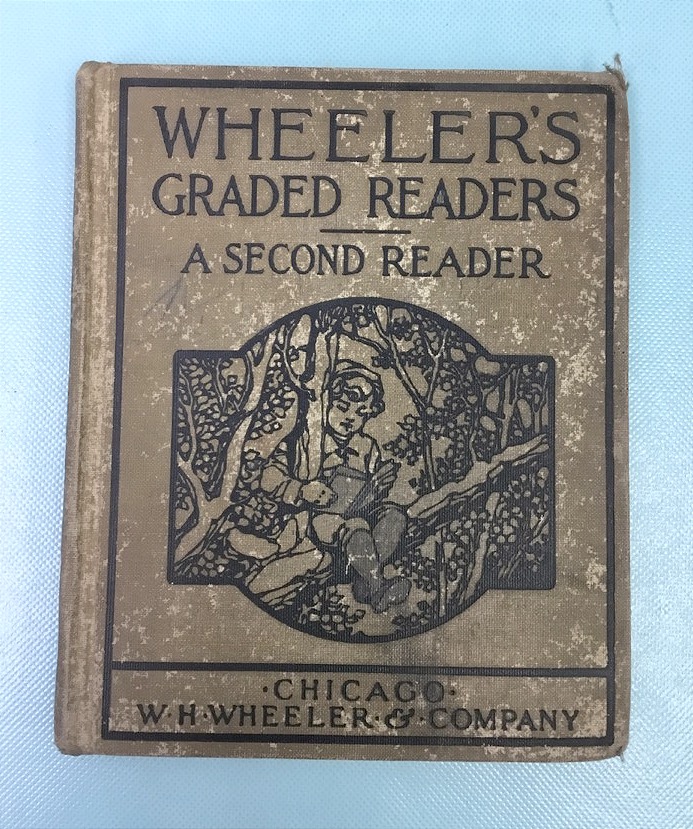 WHEELER'S
GRADED READERS
A SECOND READER
·CHICAGO·
W·H·WHEELER·&·COMPANY